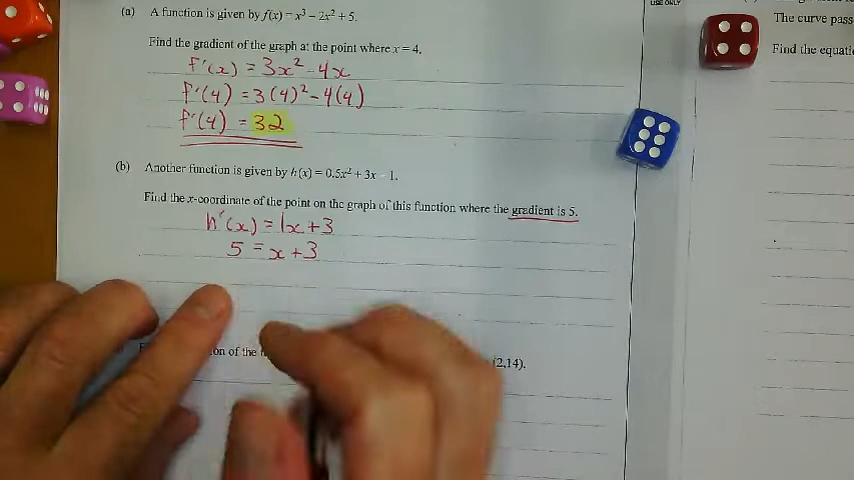 (a) A function is given by f(x) = x³ – 2x² + 5.
Find the gradient of the graph at the point where x = 4.
f'(x) = 3x² – 4x
f'(4) = 3(4)² – 4(4)
f'(4) = 32
(b) Another function is given by h(x) = 0.5x² + 3x – 1.
Find the x-coordinate of the point on the graph of this function where the gradient is 5.
h'(x) = 1x + 3
5 = x + 3
of the
(2,14).
USE ONLY
The curve pass
Find the equati